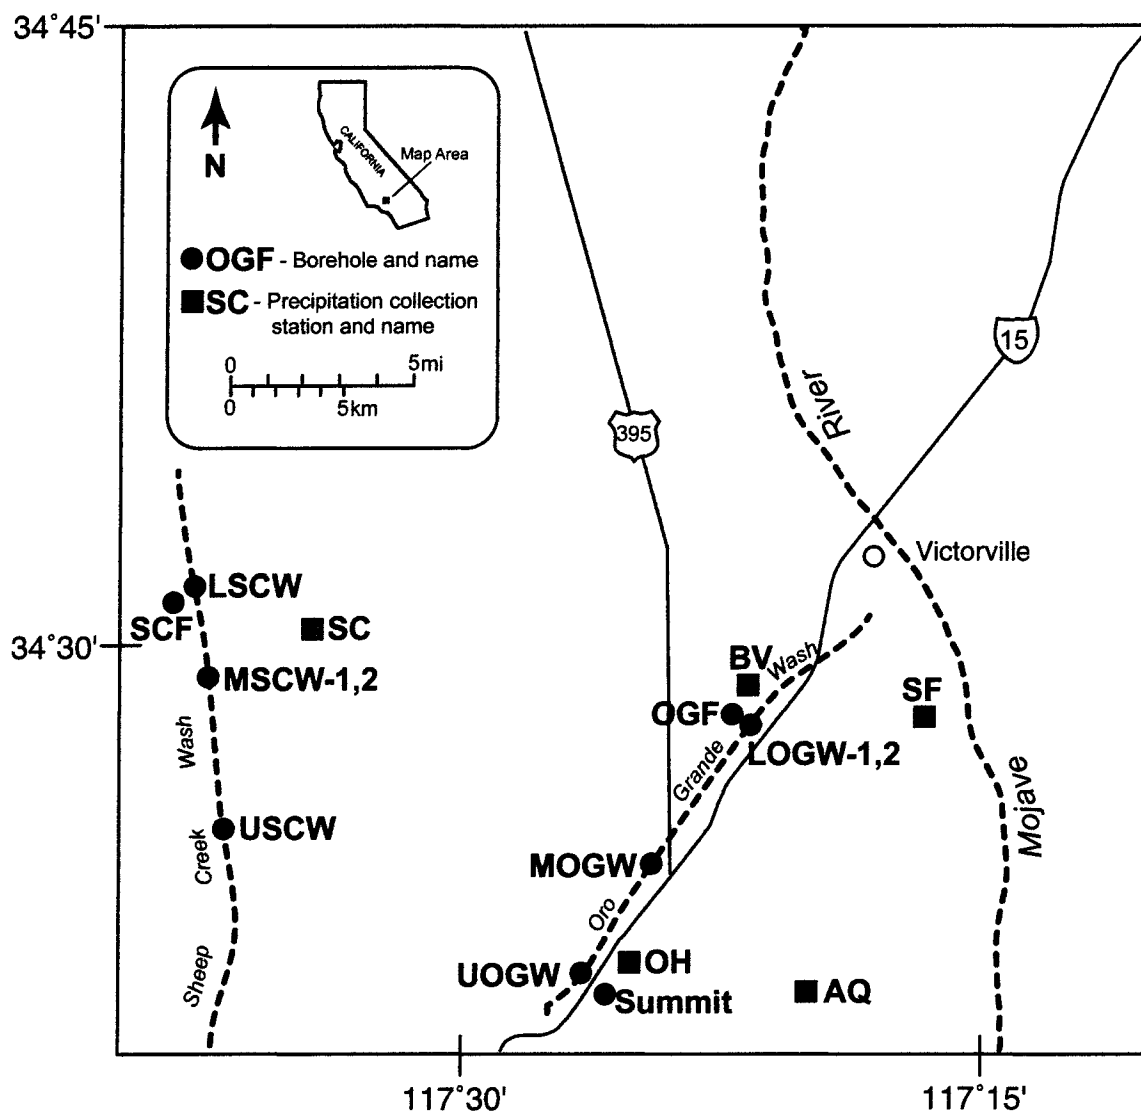 34°45'
N
CALIFORNIA
Map Area
OGF - Borehole and name
SC - Precipitation collection
station and name
0 5mi
0 5km
395
15
River
Victorville
LSCW
SCF
SC
34°30'
MSCW-1,2
BV
Wash
SF
OGF
LOGW-1,2
Wash
Grande
USCW
Creek
Mojave
MOGW
Oro
UOGW
OH
Sheep
Summit
AQ
117°30'
117°15'